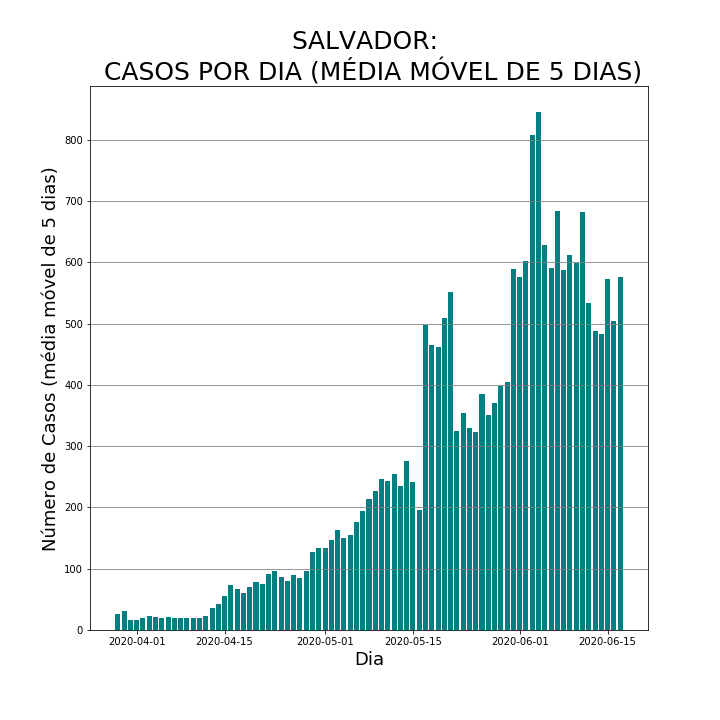 SALVADOR:
CASOS POR DIA (MÉDIA MÓVEL DE 5 DIAS)
Número de Casos (média móvel de 5 dias)
800
700
600
500
400
300
200
100
0
2020-04-01 2020-04-15 2020-05-01 2020-05-15 2020-06-01 2020-06-15
Dia